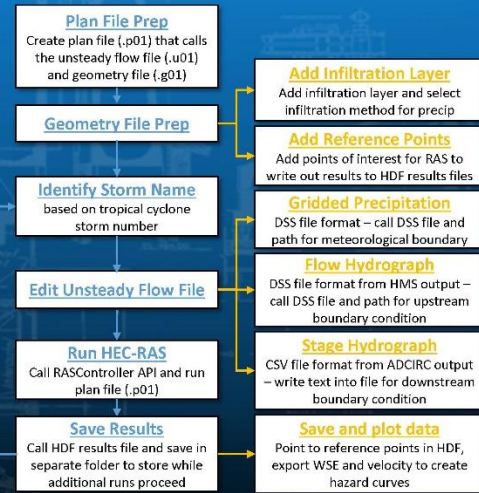 Plan File Prep
Create plan file (.p01) that calls
the unsteady flow file (.u01)
and geometry file (.g01)
Geometry File Prep
Add Infiltration Layer
Add infiltration layer and select
infiltration method for precip
Add Reference Points
Add points of interest for RAS to
write out results to HDF results files
Identify Storm Name
based on tropical cyclone
storm number
Edit Unsteady Flow File
Gridded Precipitation
DSS file format – call DSS file and
path for meteorological boundary
Flow Hydrograph
DSS file format from HMS output –
call DSS file and path for upstream
boundary condition
Stage Hydrograph
CSV file format from ADCIRC output
– write text into file for downstream
boundary condition
Run HEC-RAS
Call RASController API and run
plan file (.p01)
Save Results
Call HDF results file and save in
separate folder to store while
additional runs proceed
Save and plot data
Point to reference points in HDF,
export WSE and velocity to create
hazard curves